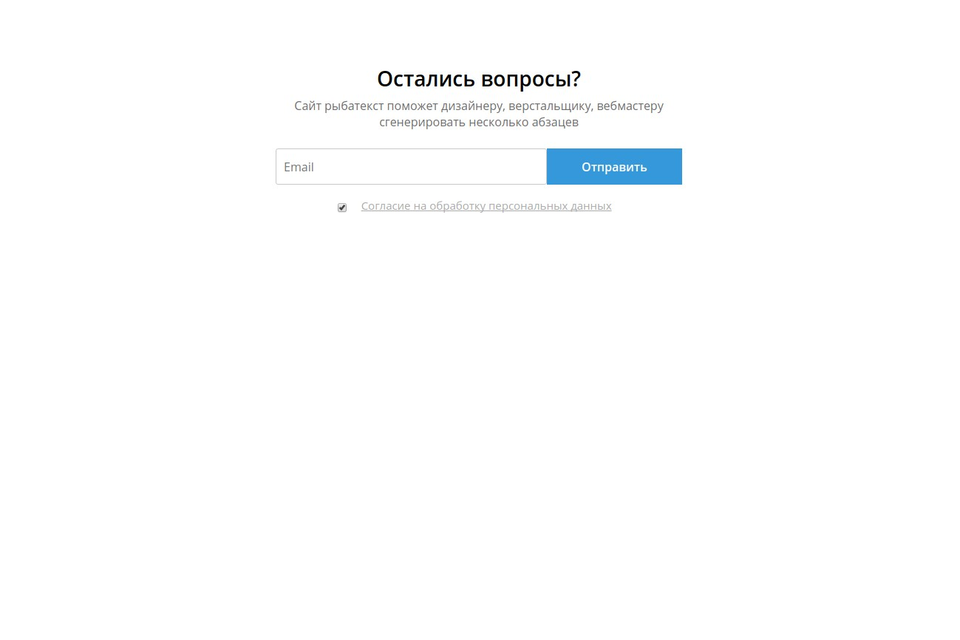 Остались вопросы?
Сайт рыбатекст поможет дизайнеру, верстальщику, вебмастеру
сгенерировать несколько абзацев
Email
Отправить
Согласие на обработку персональных данных